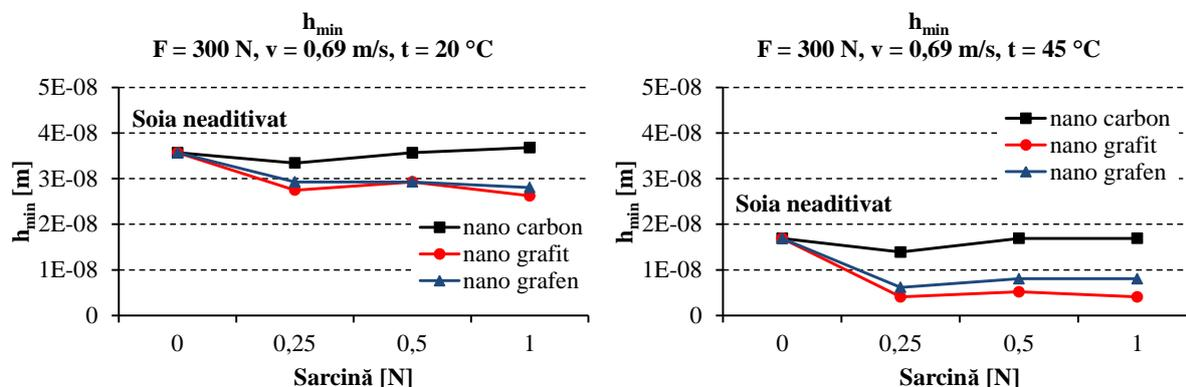 h_min
F = 300 N, v = 0,69 m/s, t = 20 °C
5E-08
4E-08
3E-08
2E-08
1E-08
0
h_min [m]
Soia neaditivat
nano carbon
nano grafit
nano grafen
0 0,25 0,5 1
Sarcină [N]
h_min
F = 300 N, v = 0,69 m/s, t = 45 °C
5E-08
4E-08
3E-08
2E-08
1E-08
0
h_min [m]
nano carbon
nano grafit
nano grafen
Soia neaditivat
0 0,25 0,5 1
Sarcină [N]